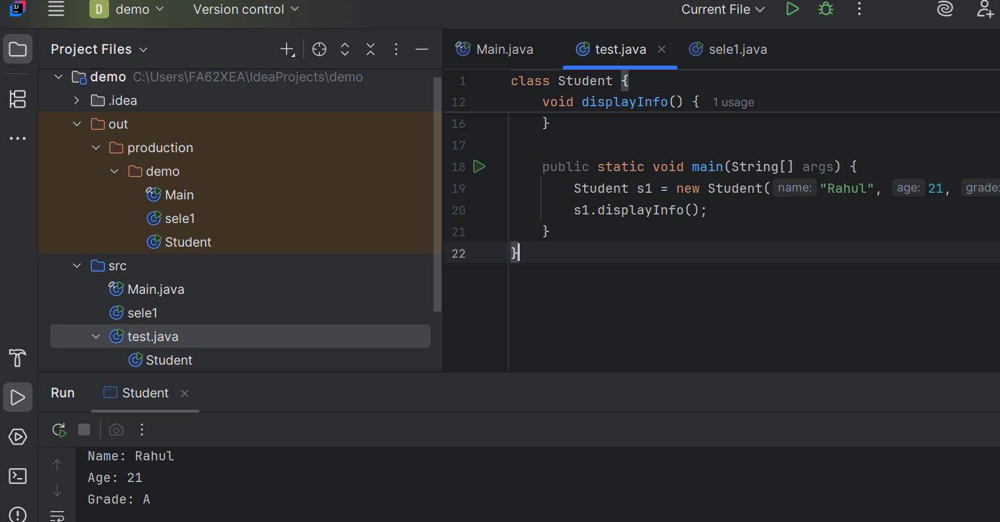 D demo Version control Current File
Project Files
demo C:\Users\FA62XEA\IdeaProjects\demo
.idea
out
production
demo
Main
sele1
Student
src
Main.java
sele1
test.java
Student
Main.java test.java sele1.java
1 class Student {
12 void displayInfo() { 1 usage
16 }
17
18 public static void main(String[] args) {
19 Student s1 = new Student( name: "Rahul", age: 21, grade:
20 s1.displayInfo();
21 }
22 }
Run Student
Name: Rahul
Age: 21
Grade: A